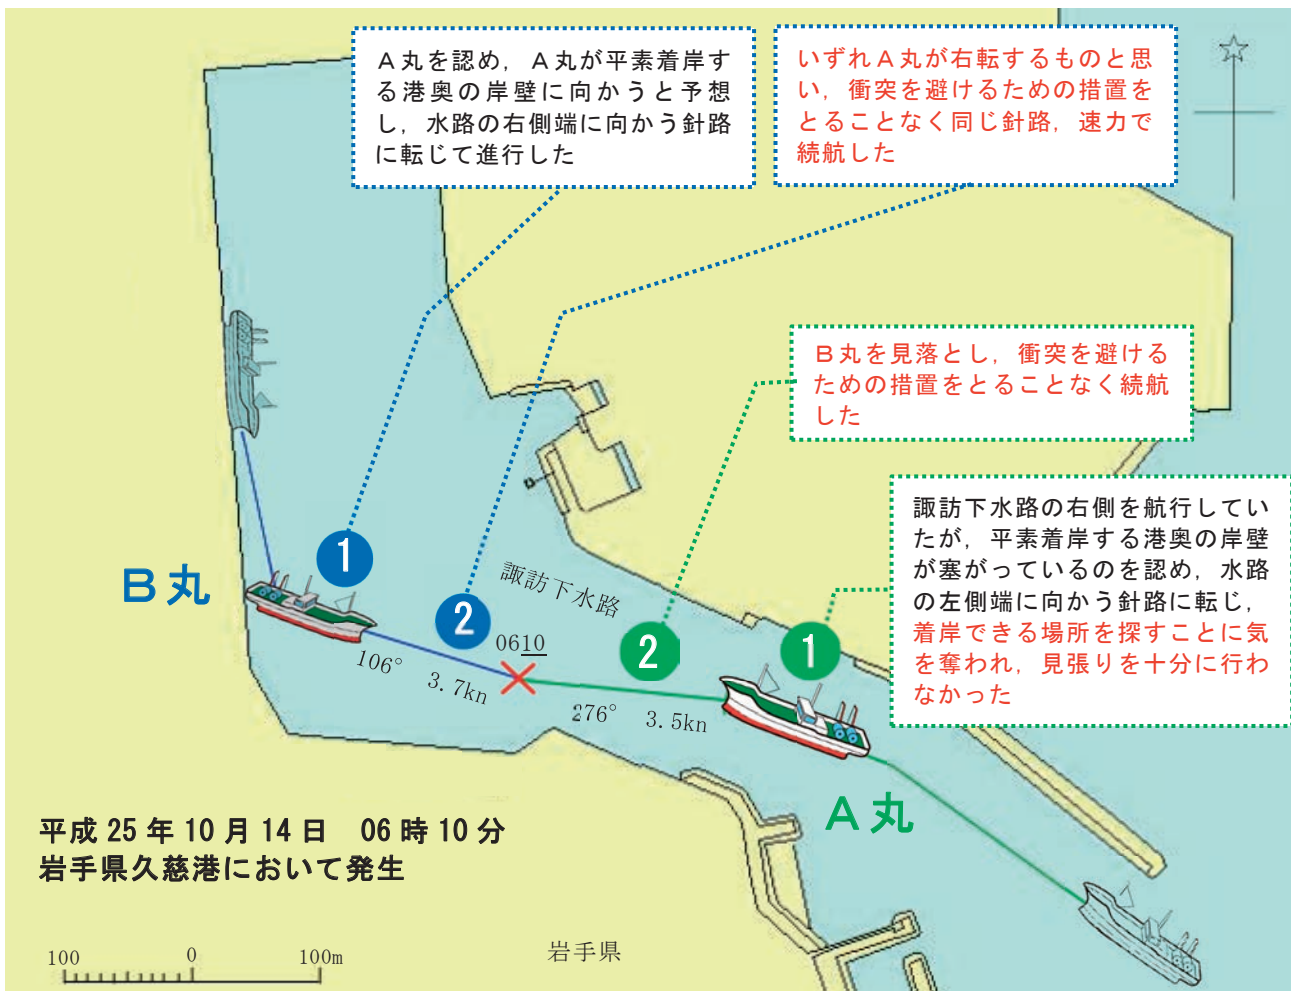 A丸を認め，A丸が平素着岸す
る港奥の岸壁に向かうと予想
し，水路の右側端に向かう針路
に転じて進行した
いずれA丸が右転するものと思
い，衝突を避けるための措置を
とることなく同じ針路，速力で
続航した
B丸を見落とし，衝突を避ける
ための措置をとることなく続航
した
諏訪下水路の右側を航行してい
たが，平素着岸する港奥の岸壁
が塞がっているのを認め，水路
の左側端に向かう針路に転じ，
着岸できる場所を探すことに気
を奪われ，見張りを十分に行わ
なかった
1
B丸
諏訪下水路
2
0610
2
1
106°
3.7kn
276°
3.5kn
A丸
平成25年10月14日　06時10分
岩手県久慈港において発生
岩手県
100
0
100m